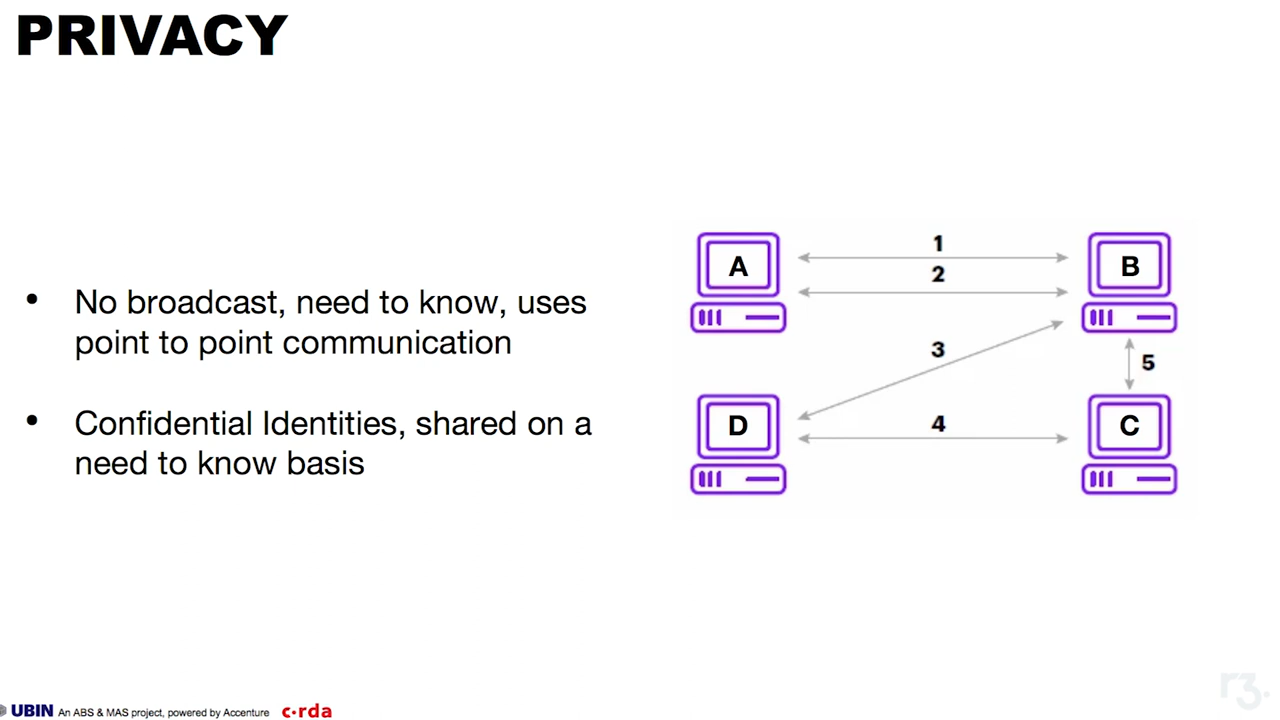 PRIVACY
• No broadcast, need to know, uses
point to point communication
• Confidential Identities, shared on a
need to know basis
A
1
2
B
3
5
D
4
C
r3.
UBIN An ABS & MAS project, powered by Accenture c·rda